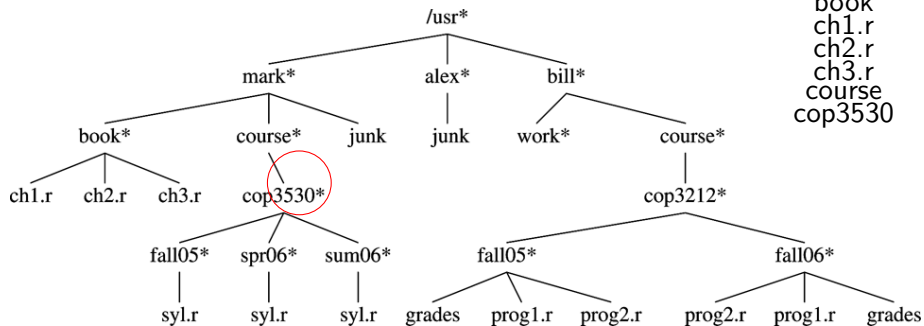 /usr*
mark* alex* bill*
book* course* junk junk work* course*
ch1.r ch2.r ch3.r cop3530* cop3212*
fall05* spr06* sum06* fall05* fall06*
syl.r syl.r syl.r grades prog1.r prog2.r prog2.r prog1.r grades
book
ch1.r
ch2.r
ch3.r
course
cop3530